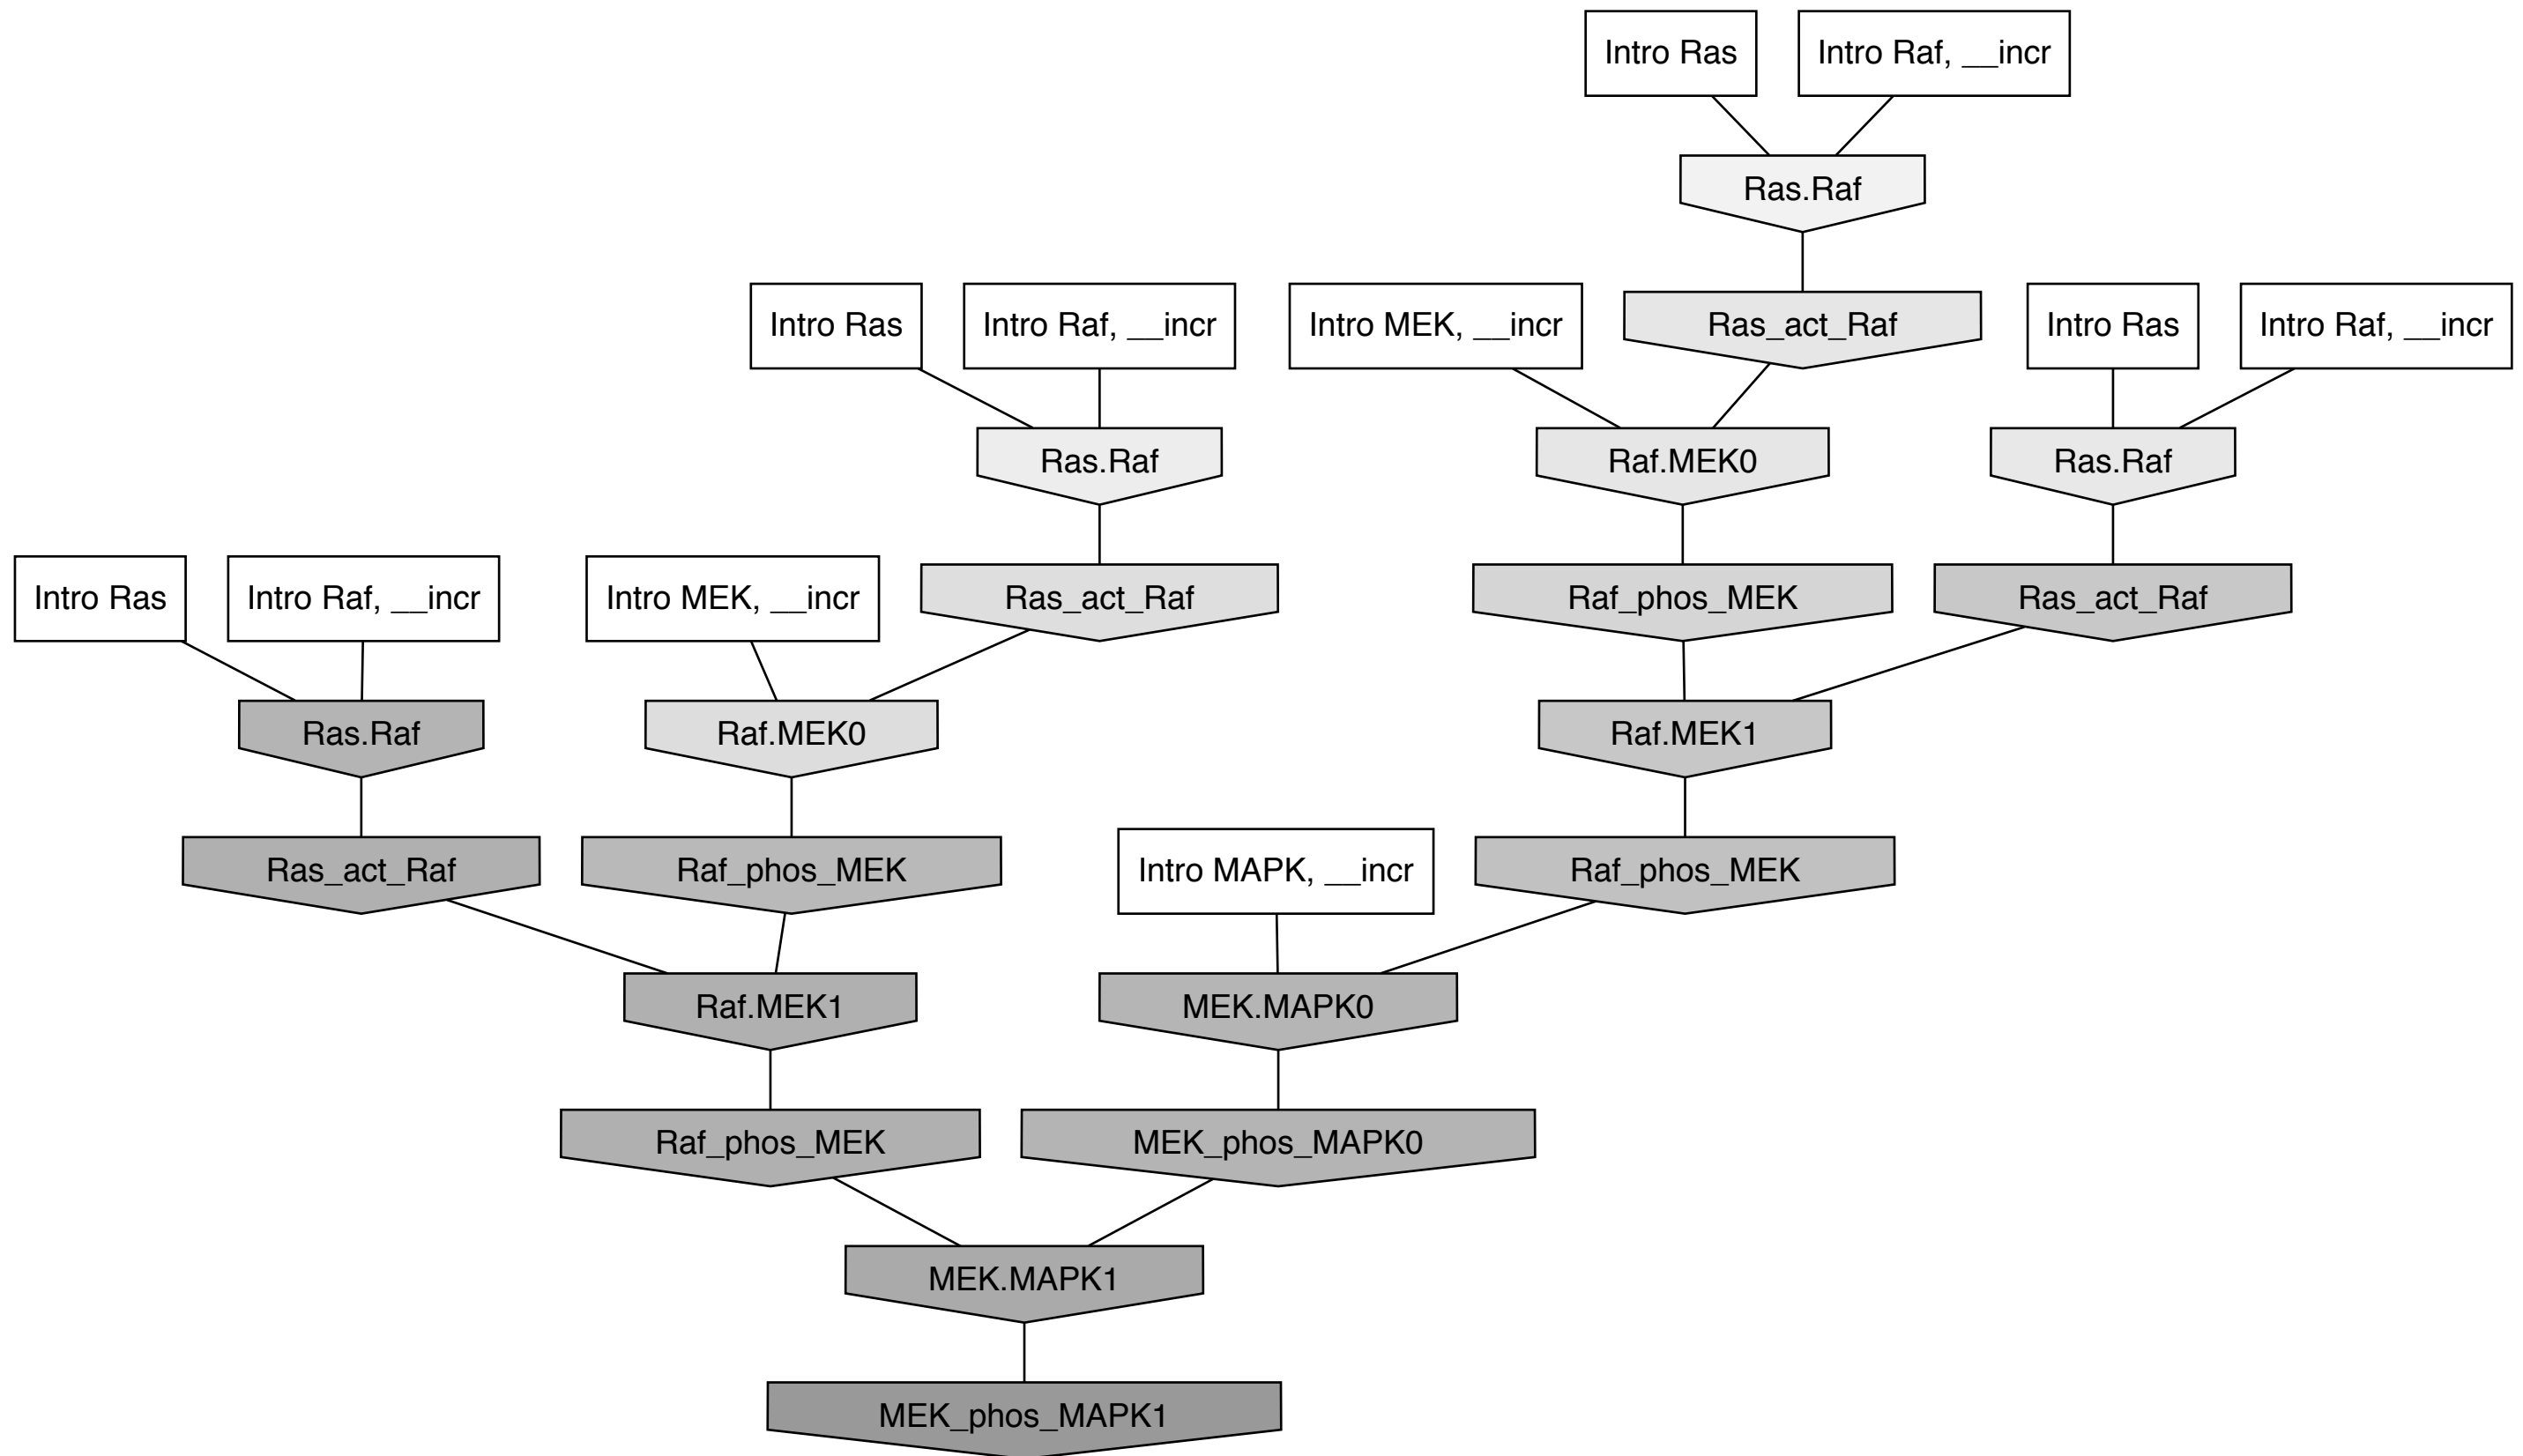 Intro Ras
Intro Raf, __incr
Ras.Raf
Intro Ras
Intro Raf, __incr
Intro MEK, __incr
Ras_act_Raf
Intro Ras
Intro Raf, __incr
Ras.Raf
Raf.MEK0
Ras.Raf
Intro Ras
Intro Raf, __incr
Intro MEK, __incr
Ras_act_Raf
Raf_phos_MEK
Ras_act_Raf
Ras.Raf
Raf.MEK0
Raf.MEK1
Ras_act_Raf
Raf_phos_MEK
Intro MAPK, __incr
Raf_phos_MEK
Raf.MEK1
MEK.MAPK0
Raf_phos_MEK
MEK_phos_MAPK0
MEK.MAPK1
MEK_phos_MAPK1